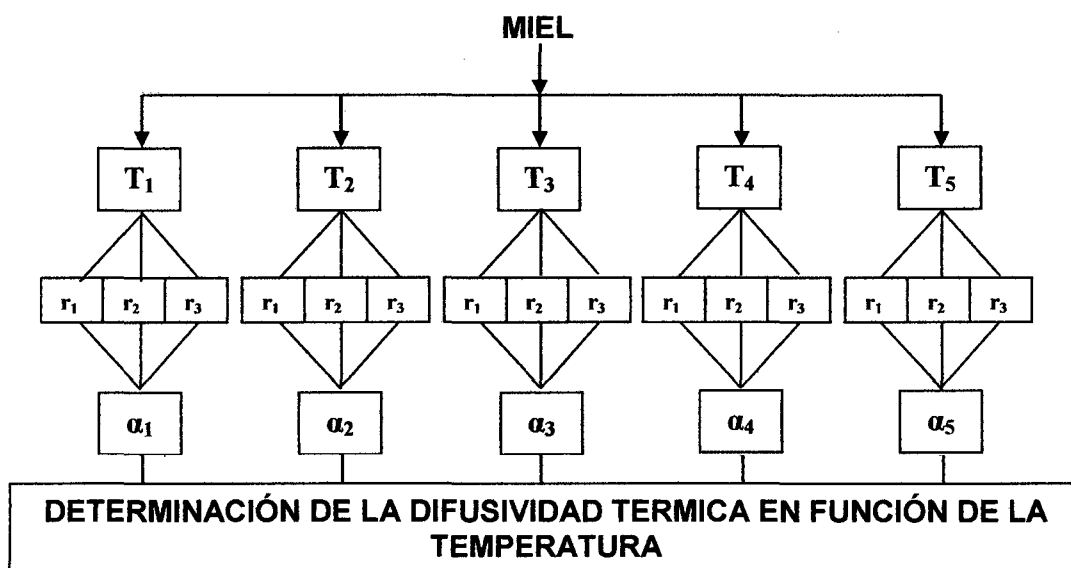 MIEL
T₁ T₂ T₃ T₄ T₅
r₁ r₂ r₃ r₁ r₂ r₃ r₁ r₂ r₃ r₁ r₂ r₃ r₁ r₂ r₃
α₁ α₂ α₃ α₄ α₅
DETERMINACIÓN DE LA DIFUSIVIDAD TERMICA EN FUNCIÓN DE LA
TEMPERATURA